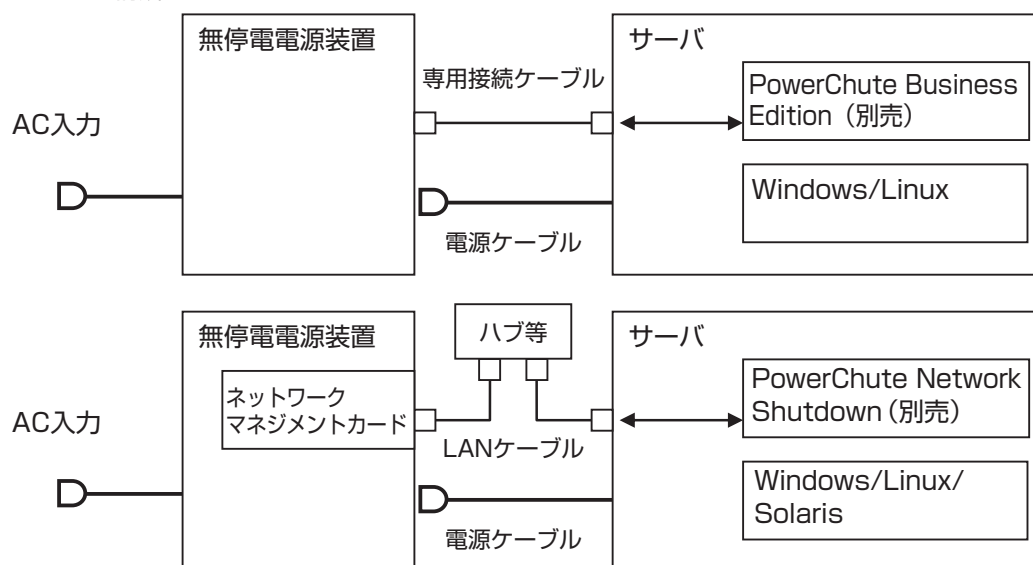 無停電電源装置
サーバ
専用接続ケーブル
PowerChute Business
Edition（別売）
AC入力
Windows/Linux
電源ケーブル
無停電電源装置
ハブ等
サーバ
ネットワーク
マネジメントカード
PowerChute Network
Shutdown（別売）
AC入力
LANケーブル
Windows/Linux/
Solaris
電源ケーブル